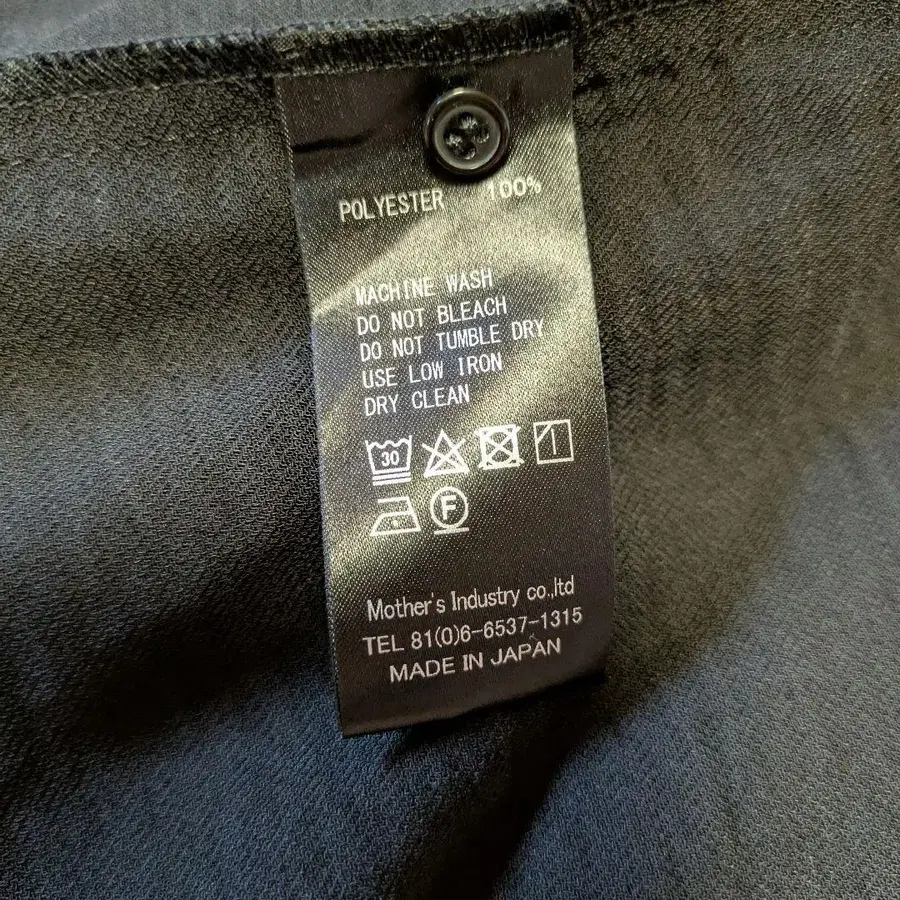 POLYESTER 100%
MACHINE WASH
DO NOT BLEACH
DO NOT TUMBLE DRY
USE LOW IRON
DRY CLEAN
30
F
Mother's Industry co.,ltd
TEL 81(0)6-6537-1315
MADE IN JAPAN